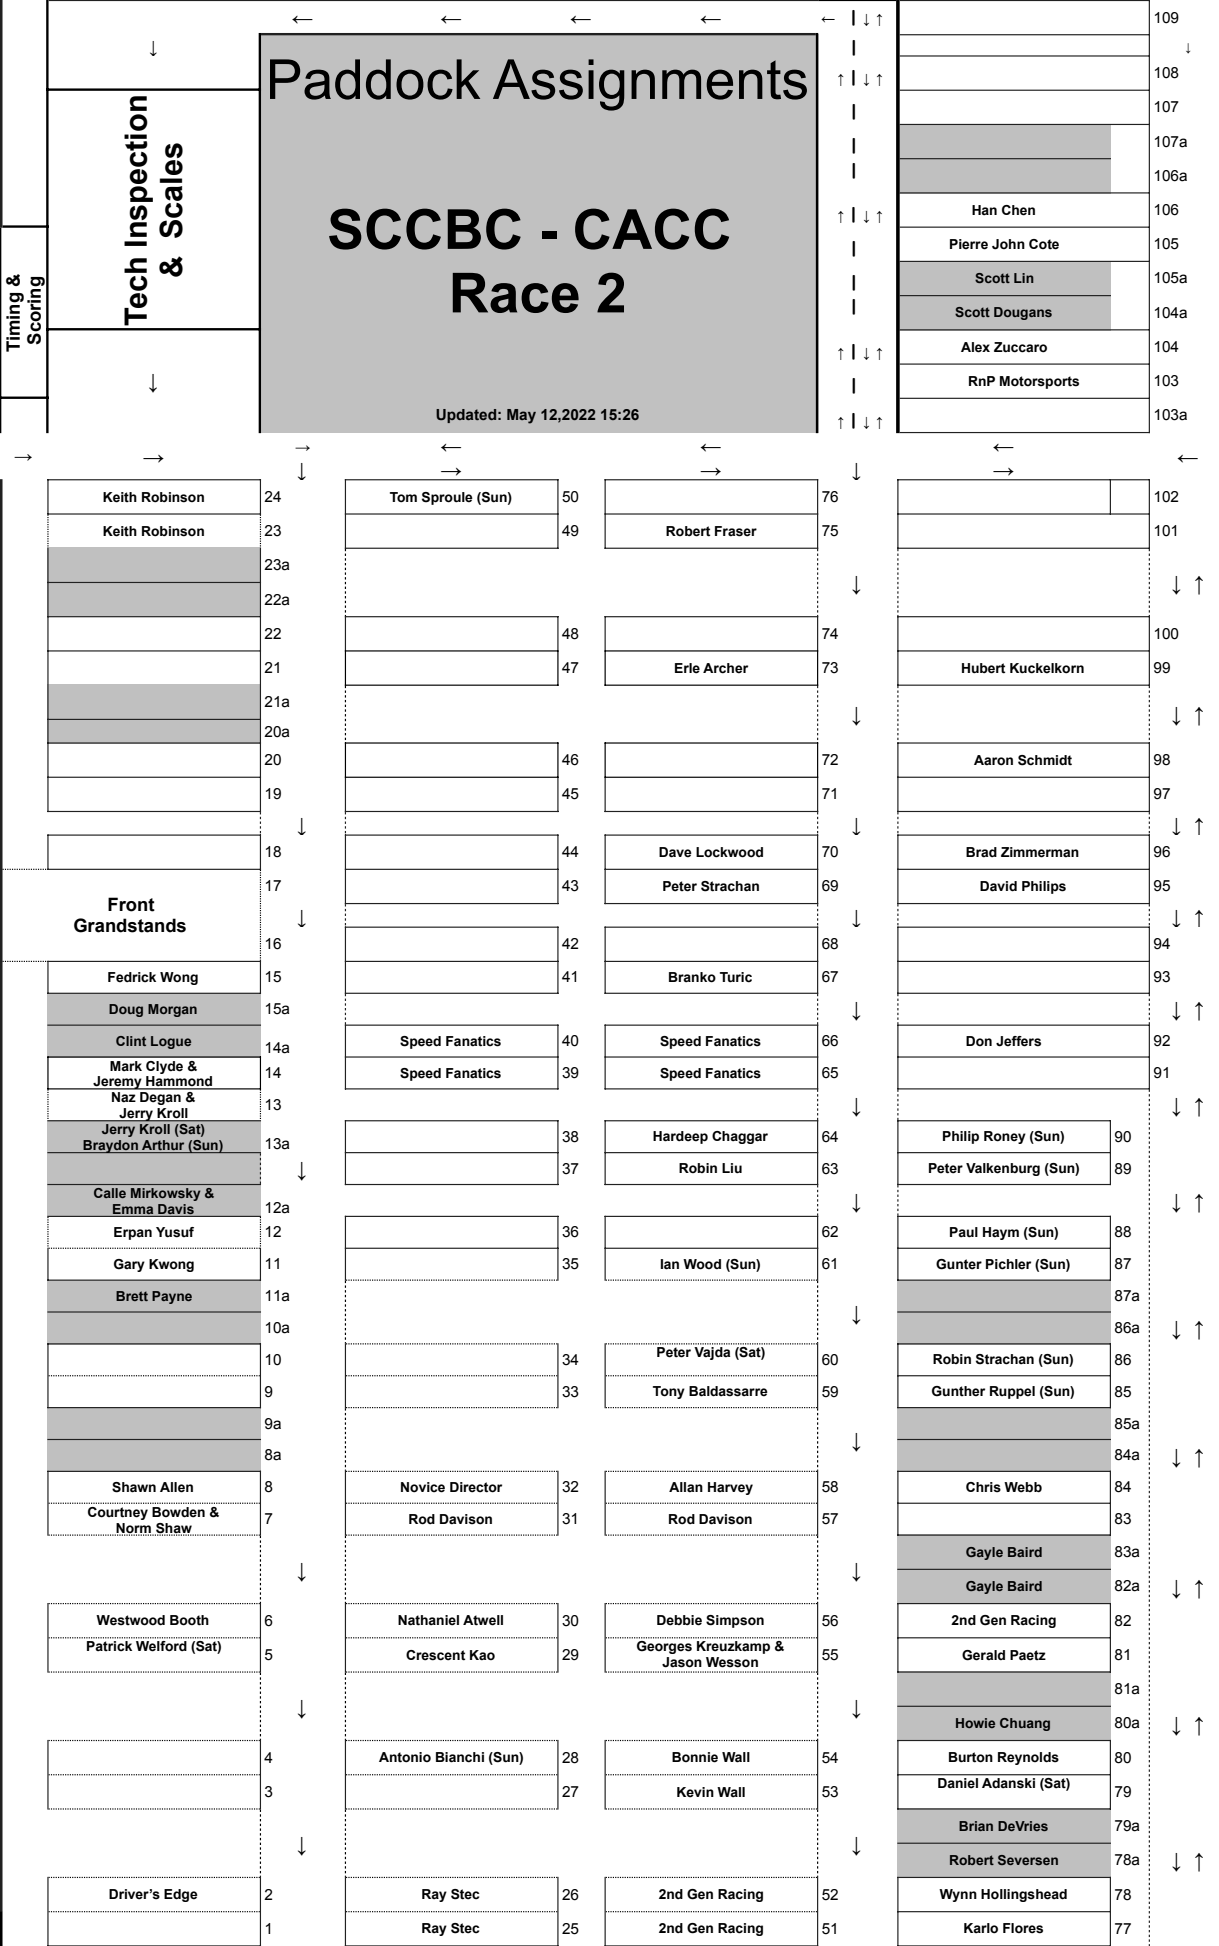 ← ← ← ← ↓ ↑
Paddock Assignments
SCCBC - CACC
Race 2
Updated: May 12,2022 15:26
Tech Inspection
& Scales
Timing &
Scoring
109
108
107
107a
106a
Han Chen 106
Pierre John Cote 105
Scott Lin 105a
Scott Dougans 104a
Alex Zuccaro 104
RnP Motorsports 103
103a
Keith Robinson 24
Keith Robinson 23
23a
22a
22
21
21a
20a
20
19
18
17
Front
Grandstands
16
Fedrick Wong 15
Doug Morgan 15a
Clint Logue 14a
Mark Clyde &
Jeremy Hammond 14
Naz Degan &
Jerry Kroll 13
Jerry Kroll (Sat)
Braydon Arthur (Sun) 13a
Calle Mirkowsky &
Emma Davis 12a
Erpan Yusuf 12
Gary Kwong 11
Brett Payne 11a
10a
10
9
9a
8a
Shawn Allen 8
Courtney Bowden &
Norm Shaw 7
Westwood Booth 6
Patrick Welford (Sat) 5
4
3
Driver's Edge 2
1
Tom Sproule (Sun) 50
49
48
47
46
45
44
43
42
41
Speed Fanatics 40
Speed Fanatics 39
38
37
36
35
34
33
Novice Director 32
Rod Davison 31
Nathaniel Atwell 30
Crescent Kao 29
Antonio Bianchi (Sun) 28
27
Ray Stec 26
Ray Stec 25
76
Robert Fraser 75
74
Erle Archer 73
72
71
Dave Lockwood 70
Peter Strachan 69
68
Branko Turic 67
Speed Fanatics 66
Speed Fanatics 65
Hardeep Chaggar 64
Robin Liu 63
62
Ian Wood (Sun) 61
Peter Vajda (Sat) 60
Tony Baldassarre 59
Allan Harvey 58
Rod Davison 57
Debbie Simpson 56
Georges Kreuzkamp &
Jason Wesson 55
Bonnie Wall 54
Kevin Wall 53
2nd Gen Racing 52
2nd Gen Racing 51
102
101
100
Hubert Kuckelkorn 99
Aaron Schmidt 98
97
Brad Zimmerman 96
David Philips 95
94
93
Don Jeffers 92
91
Philip Roney (Sun) 90
Peter Valkenburg (Sun) 89
Paul Haym (Sun) 88
Gunter Pichler (Sun) 87
87a
86a
Robin Strachan (Sun) 86
Gunther Ruppel (Sun) 85
85a
84a
Chris Webb 84
83
Gayle Baird 83a
Gayle Baird 82a
2nd Gen Racing 82
Gerald Paetz 81
81a
Howie Chuang 80a
Burton Reynolds 80
Daniel Adanski (Sat) 79
Brian DeVries 79a
Robert Seversen 78a
Wynn Hollingshead 78
Karlo Flores 77